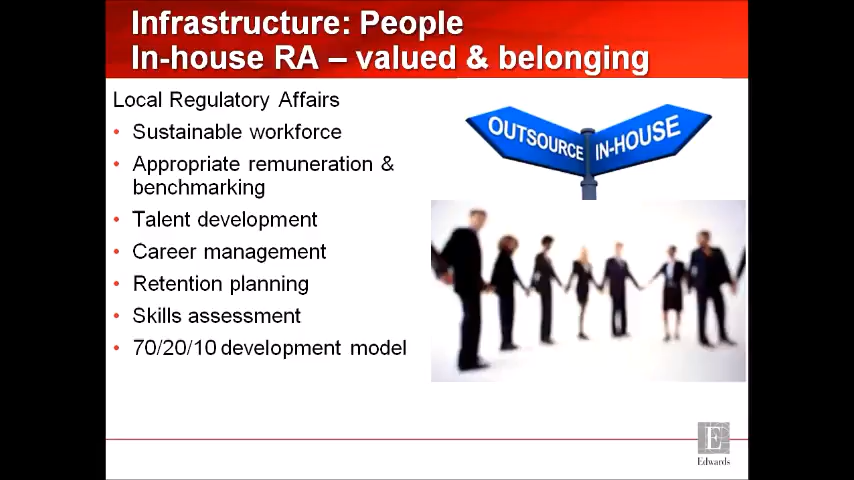 Infrastructure: People
In-house RA – valued & belonging
Local Regulatory Affairs
• Sustainable workforce
• Appropriate remuneration &
benchmarking
• Talent development
• Career management
• Retention planning
• Skills assessment
• 70/20/10 development model
OUTSOURCE
IN-HOUSE
E
Edwards